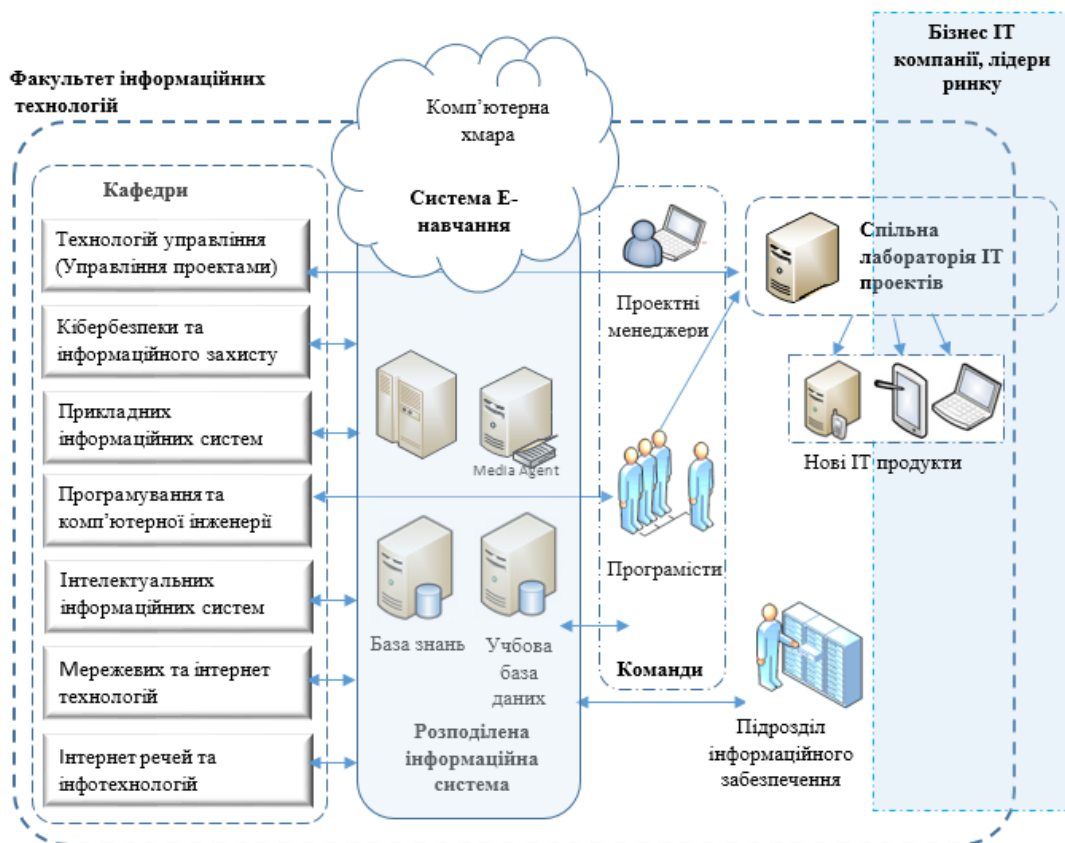 Факультет інформаційних
технологій
Бізнес ІТ
компанії, лідери
ринку
Комп’ютерна
хмара
Система Е-
навчання
Кафедри
Технологій управління
(Управління проектами)
Кібербезпеки та
інформаційного захисту
Прикладних
інформаційних систем
Програмування та
комп’ютерної інженерії
Інтелектуальних
інформаційних систем
Мережевих та інтернет
технологій
Інтернет речей та
інфотехнологій
Media Agent
База знань
Учбова
база
даних
Розподілена
інформаційна
система
Проектні
менеджери
Програмісти
Команди
Спільна
лабораторія ІТ
проектів
Нові ІТ продукти
Підрозділ
інформаційного
забезпечення